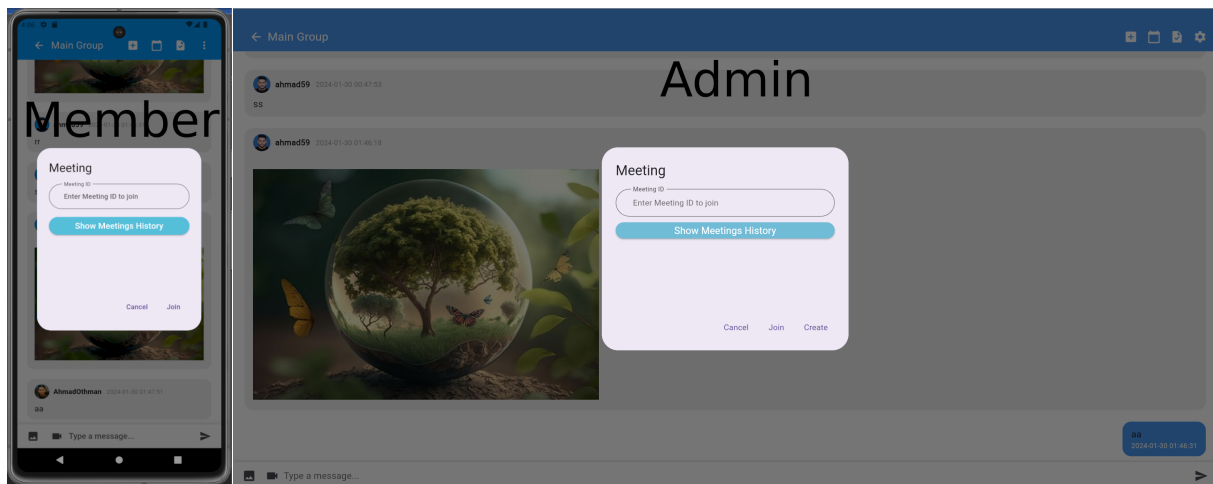 4:06
Main Group
Member
rr
Meeting
Meeting ID
Enter Meeting ID to join
Show Meetings History
Cancel Join
AhmadOthman 2024-01-30 01:47:01
aa
Type a message...
Main Group
Admin
ahmad59 2024-01-30 00:47:53
ss
ahmad59 2024-01-30 01:46:18
Meeting
Meeting ID
Enter Meeting ID to join
Show Meetings History
Cancel Join Create
aa
2024-01-30 01:46:31
Type a message...